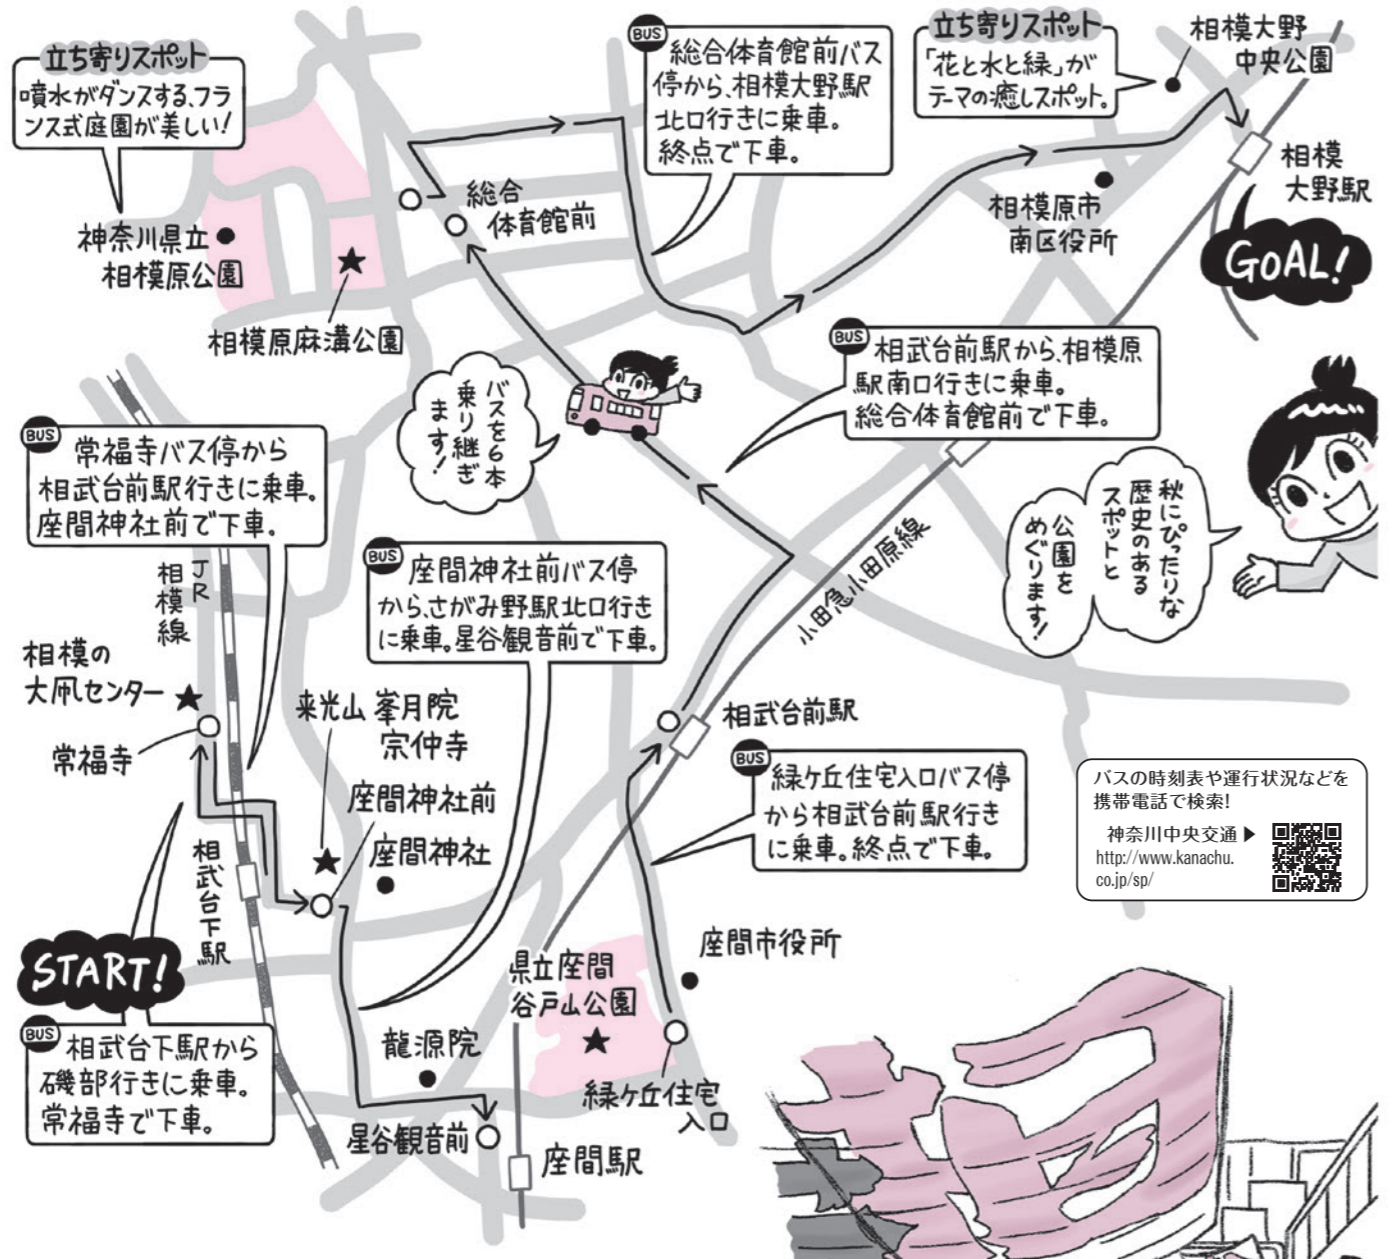 立ち寄りスポット
噴水がダンスする、フラ
ンス式庭園が美しい!
神奈川県立
相模原公園
相模原麻溝公園
総合
体育館前
BUS
総合体育館前バス
停から、相模大野駅
北口行きに乗車。
終点で下車。
立ち寄りスポット
「花と水と緑」が
テーマの癒しスポット。
相模大野
中央公園
相模
大野駅
GOAL!
相模原市
南区役所
BUS
相武台前駅から、相模原
駅南口行きに乗車。
総合体育館前で下車。
バスを6本
乗り継ぎ
ます!
秋にぴったりな
歴史のある
スポットと
公園を
めぐります!
小田急小田原線
BUS
常福寺バス停から
相武台前駅行きに乗車。
座間神社前で下車。
JR
相模線
BUS
座間神社前バス停
から、さがみ野駅北口行き
に乗車。星谷観音前で下車。
相模の
大凧センター
常福寺
来光山 峯月院
宗仲寺
座間神社前
座間神社
相武台前駅
BUS
緑ケ丘住宅入口バス停
から相武台前駅行き
に乗車。終点で下車。
バスの時刻表や運行状況などを
携帯電話で検索!
神奈川中央交通▶
http://www.kanachu.
co.jp/sp/
相武台下駅
START!
BUS
相武台下駅から
磯部行きに乗車。
常福寺で下車。
座間市役所
県立座間
谷戸山公園
龍源院
緑ケ丘住宅
入口
星谷観音前
座間駅